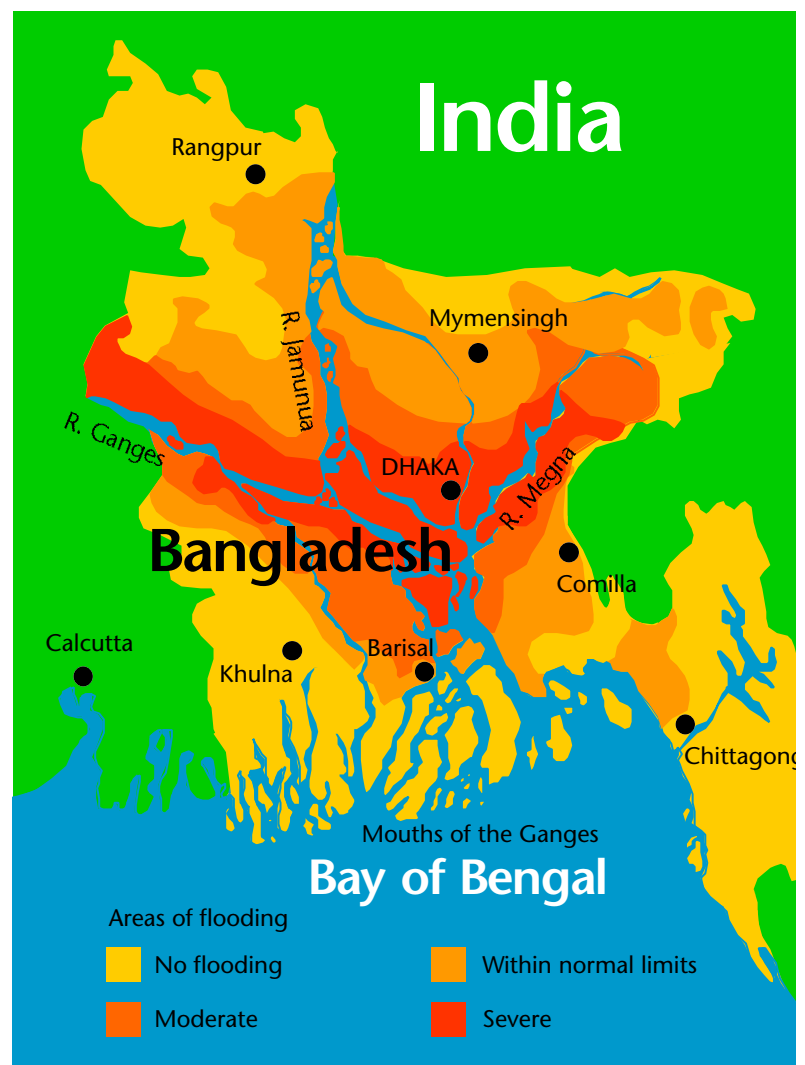 India
Rangpur
Mymensingh
R. Jamunua
R. Ganges
DHAKA
R. Megna
Bangladesh
Comilla
Calcutta
Barisal
Khulna
Chittagong
Mouths of the Ganges
Bay of Bengal
Areas of flooding
No flooding
Within normal limits
Moderate
Severe